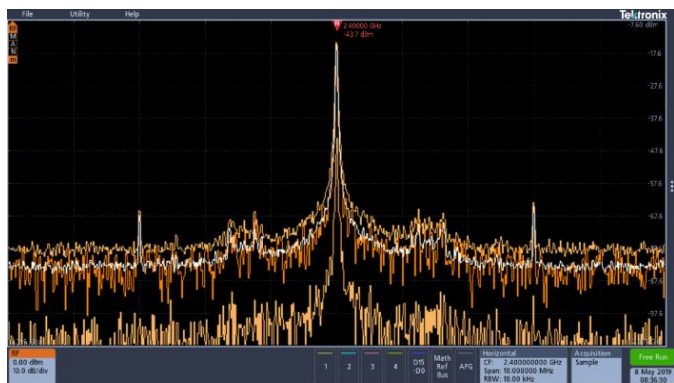 File Utility Help Tektronix
2.40000 GHz
-43.7 dBm
-7.60 dBm
M
A
N
-17.6
-27.6
-37.6
-47.6
-57.6
-67.6
-97.6
RF
0.00 dBm
10.0 dB/div
1 2 3 4
D15
-D0
Math
Ref
Bus
AFG
Horizontal
CF: 2.400000000 GHz
Span: 10.000000 MHz
RBW: 10.00 kHz
Acquisition
Sample
Free Run
8 May 2019
08:36:30